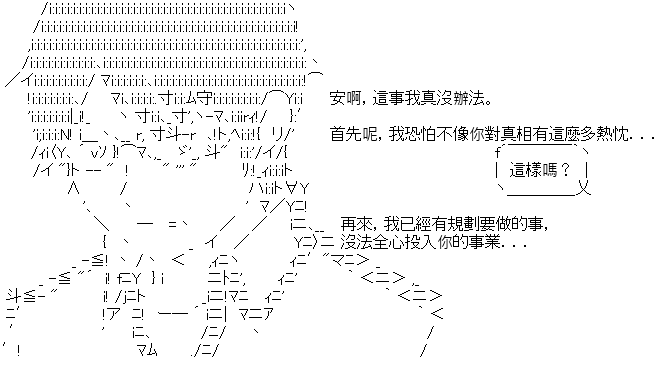 安啊，這事我真沒辦法。
首先呢，我恐怕不像你對真相有這麼多熱忱...
這樣嗎？
再來，我已經有規劃要做的事，
沒法全心投入你的事業...